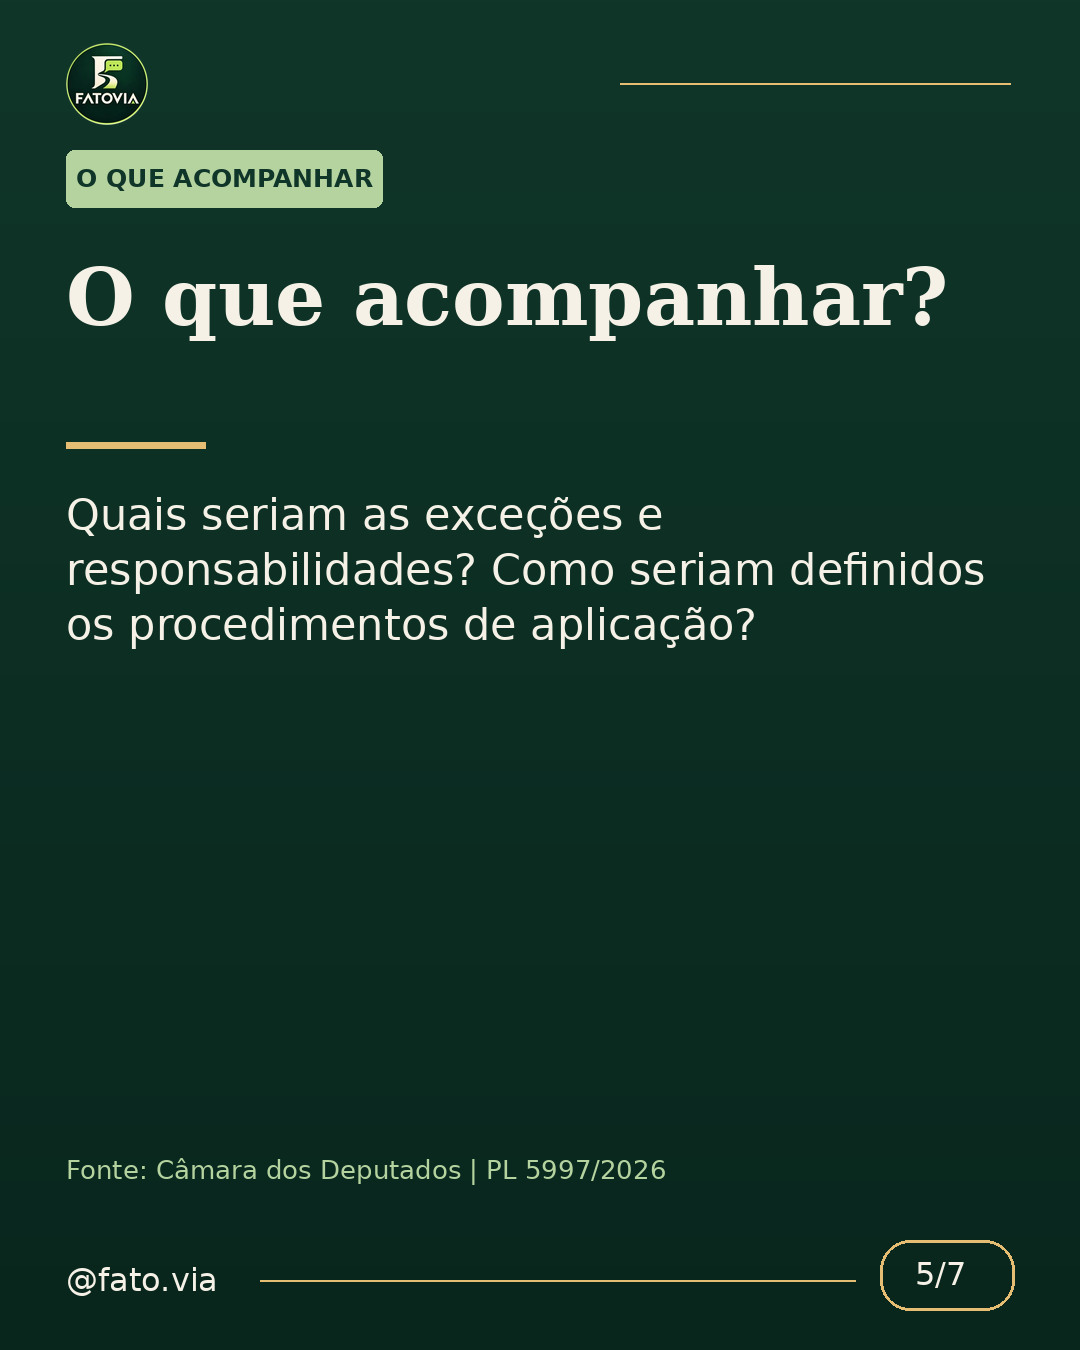 FATOVIA
O QUE ACOMPANHAR
O que acompanhar?
Quais seriam as exceções e
responsabilidades? Como seriam definidos
os procedimentos de aplicação?
Fonte: Câmara dos Deputados | PL 5997/2026
@fato.via
5/7